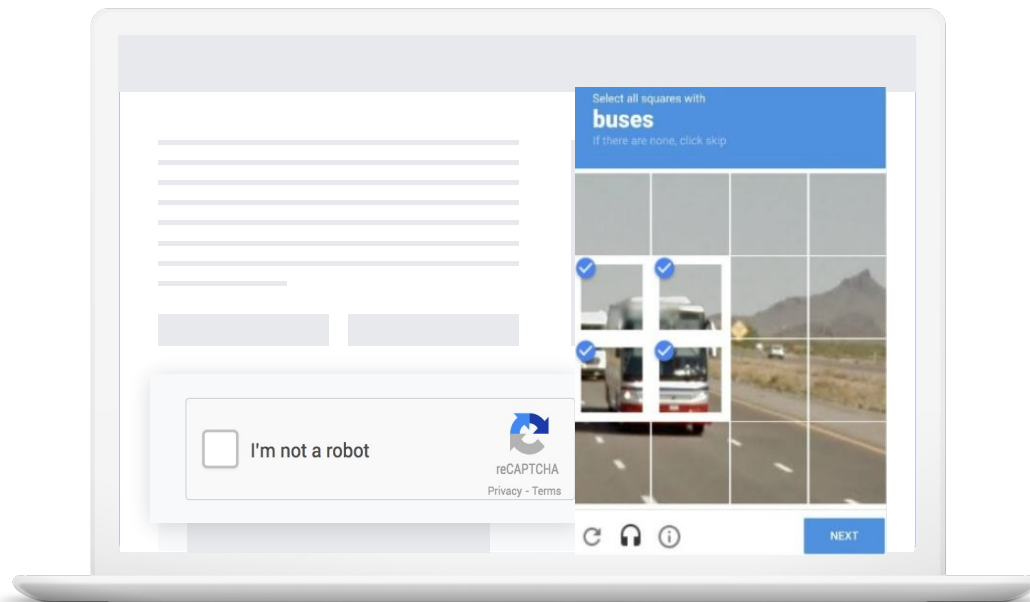 Select all squares with
buses
If there are none, click skip
I'm not a robot
reCAPTCHA
Privacy - Terms
NEXT